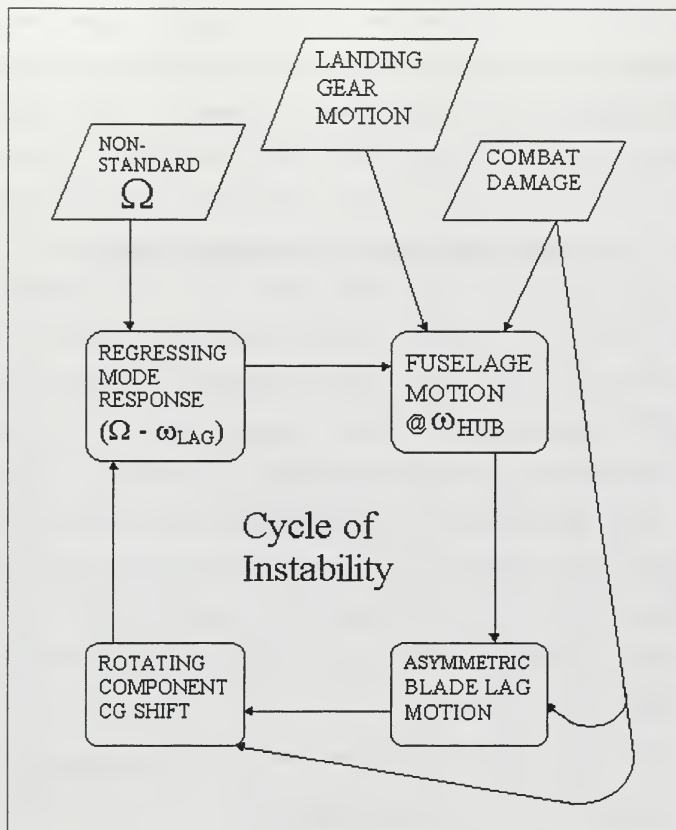 LANDING
GEAR
MOTION
NON-
STANDARD
Ω
COMBAT
DAMAGE
REGRESSING
MODE
RESPONSE
(Ω - ωLAG)
FUSELAGE
MOTION
@ωHUB
Cycle of
Instability
ROTATING
COMPONENT
CG SHIFT
ASYMMETRIC
BLADE LAG
MOTION